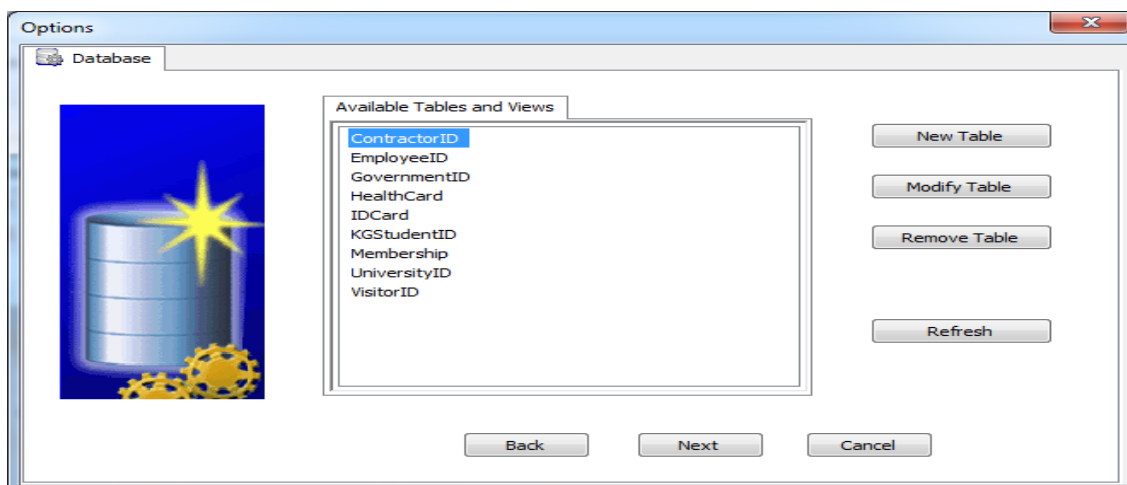 Options
Database
Available Tables and Views
ContractorID
EmployeeID
GovernmentID
HealthCard
IDCard
KGStudentID
Membership
UniversityID
VisitorID
New Table
Modify Table
Remove Table
Refresh
Back
Next
Cancel